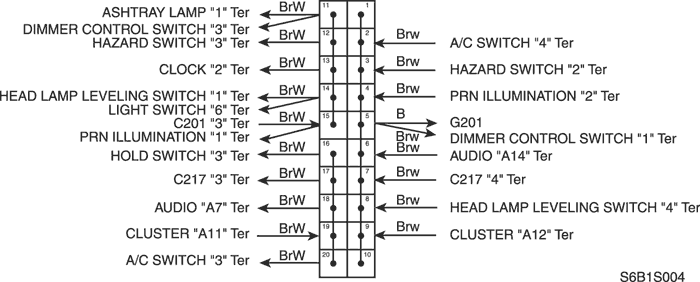 ASHTRAY LAMP "1" Ter BrW 11 1
DIMMER CONTROL SWITCH "3" Ter
HAZARD SWITCH "3" Ter BrW 12 2 Brw A/C SWITCH "4" Ter
CLOCK "2" Ter BrW 13 3 Brw HAZARD SWITCH "2" Ter
HEAD LAMP LEVELING SWITCH "1" Ter BrW 14 4 Brw PRN ILLUMINATION "2" Ter
LIGHT SWITCH "6" Ter BrW
C201 "3" Ter BrW 15 5 B G201
PRN ILLUMINATION "1" Ter BrW Brw DIMMER CONTROL SWITCH "1" Ter
HOLD SWITCH "3" Ter BrW 16 6 Brw AUDIO "A14" Ter
C217 "3" Ter BrW 17 7 Brw C217 "4" Ter
AUDIO "A7" Ter BrW 18 8 Brw HEAD LAMP LEVELING SWITCH "4" Ter
CLUSTER "A11" Ter BrW 19 9 Brw CLUSTER "A12" Ter
A/C SWITCH "3" Ter BrW 20 10
S6B1S004